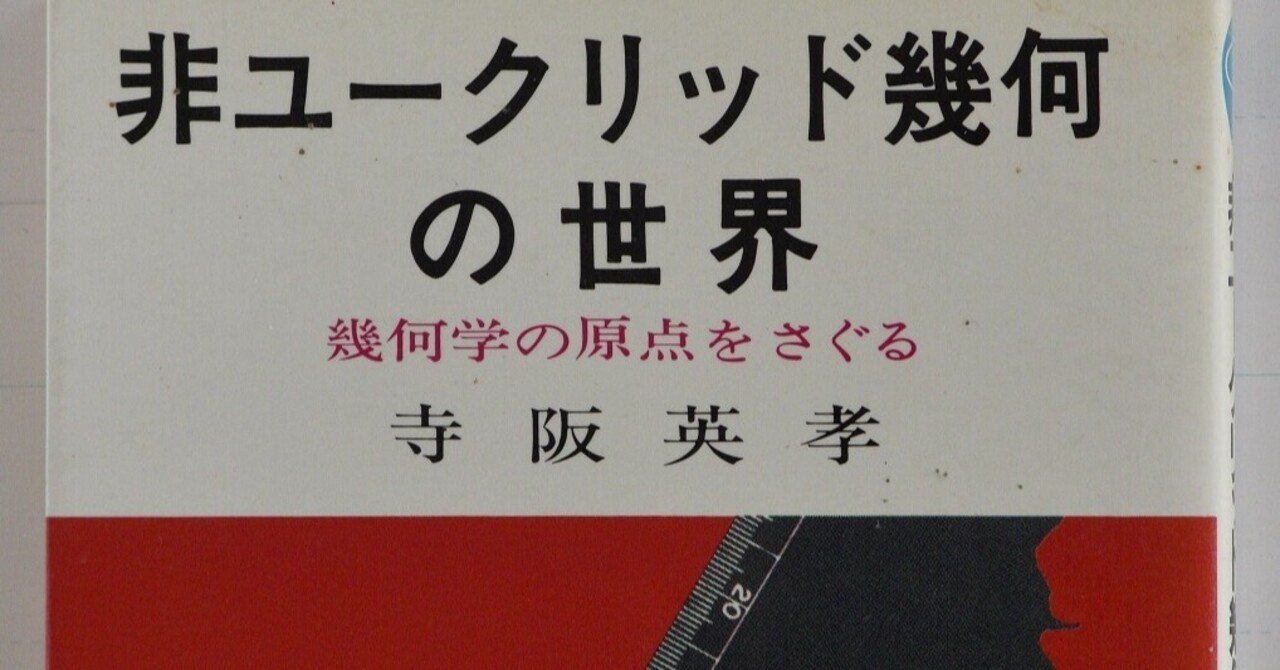 非ユークリッド幾何
の世界
幾何学の原点をさぐる
寺阪英孝
20